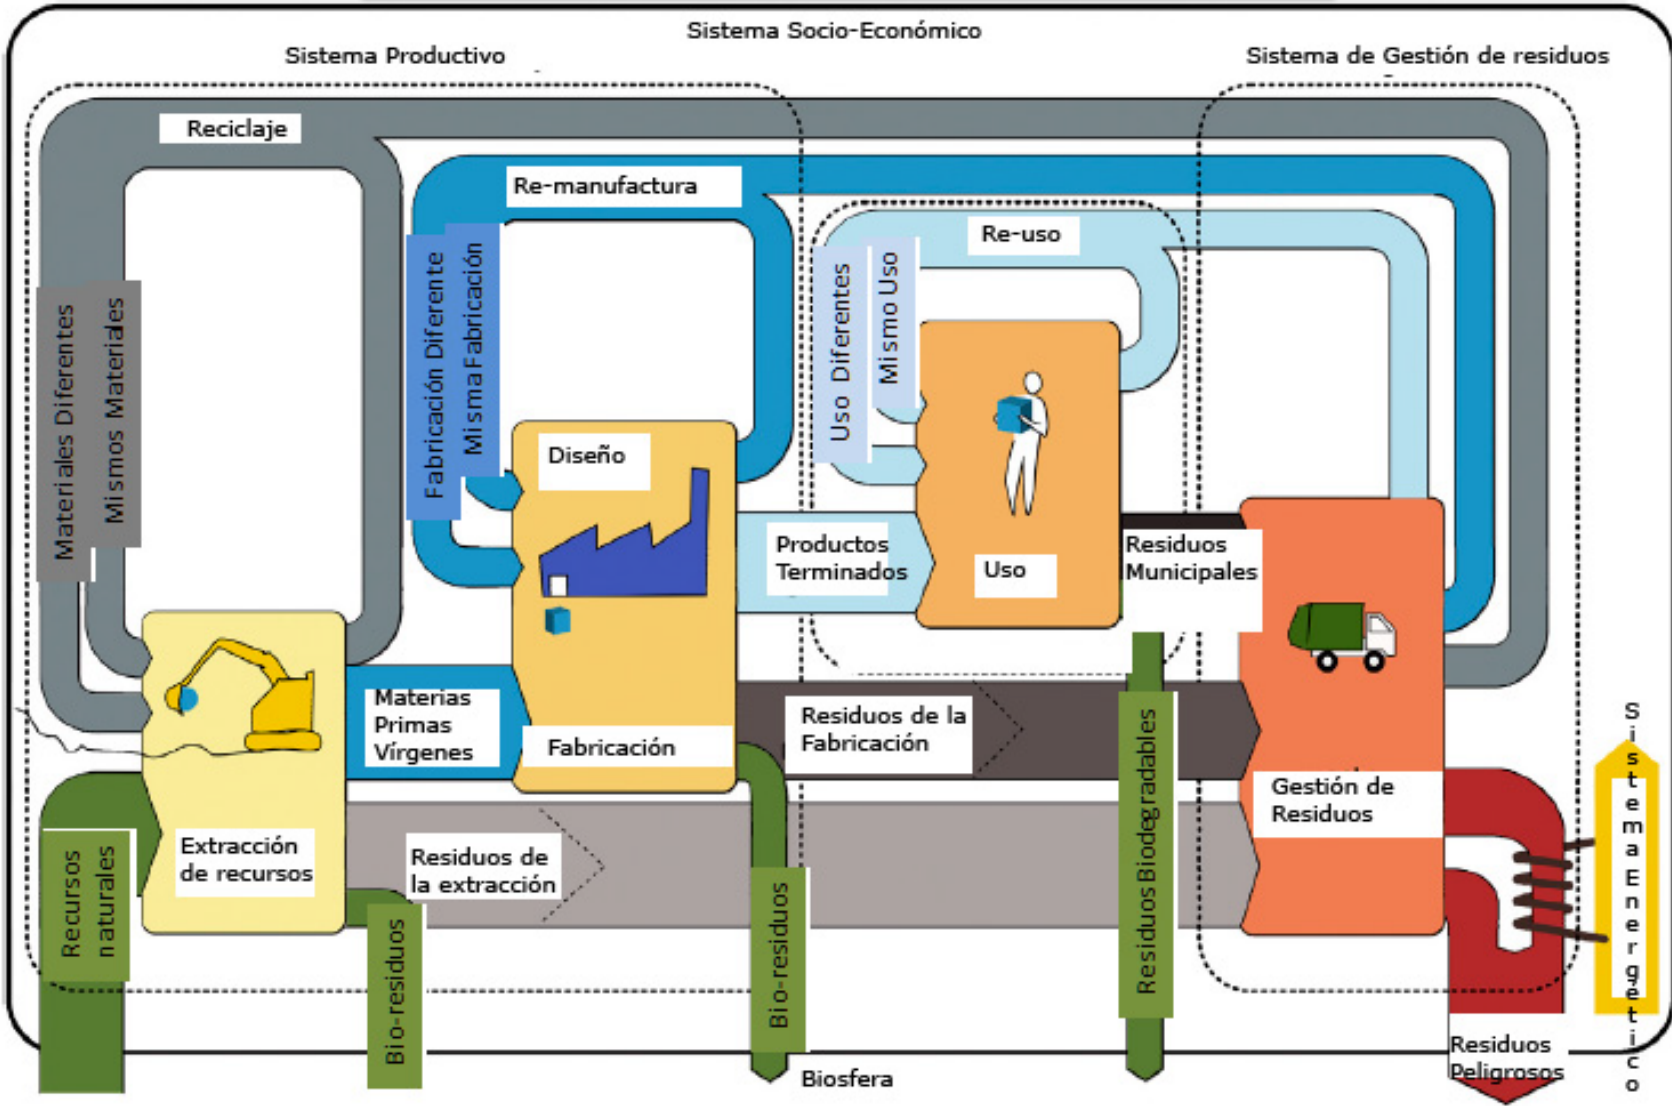 Sistema Socio-Económico
Sistema Productivo
Sistema de Gestión de residuos
Reciclaje
Re-manufactura
Re-uso
Materiales Diferentes
Mismos Materiales
Fabricación Diferente
Misma Fabricación
Uso Diferentes
Mismo Uso
Diseño
Productos
Terminados
Uso
Residuos
Municipales
Materias
Primas
Vírgenes
Fabricación
Residuos de la
Fabricación
Gestión de
Residuos
Extracción
de recursos
Residuos de
la extracción
Recursos
naturales
Bio-residuos
Bio-residuos
Residuos Biodegradables
Sistema Energético
Residuos
Peligrosos
Biosfera